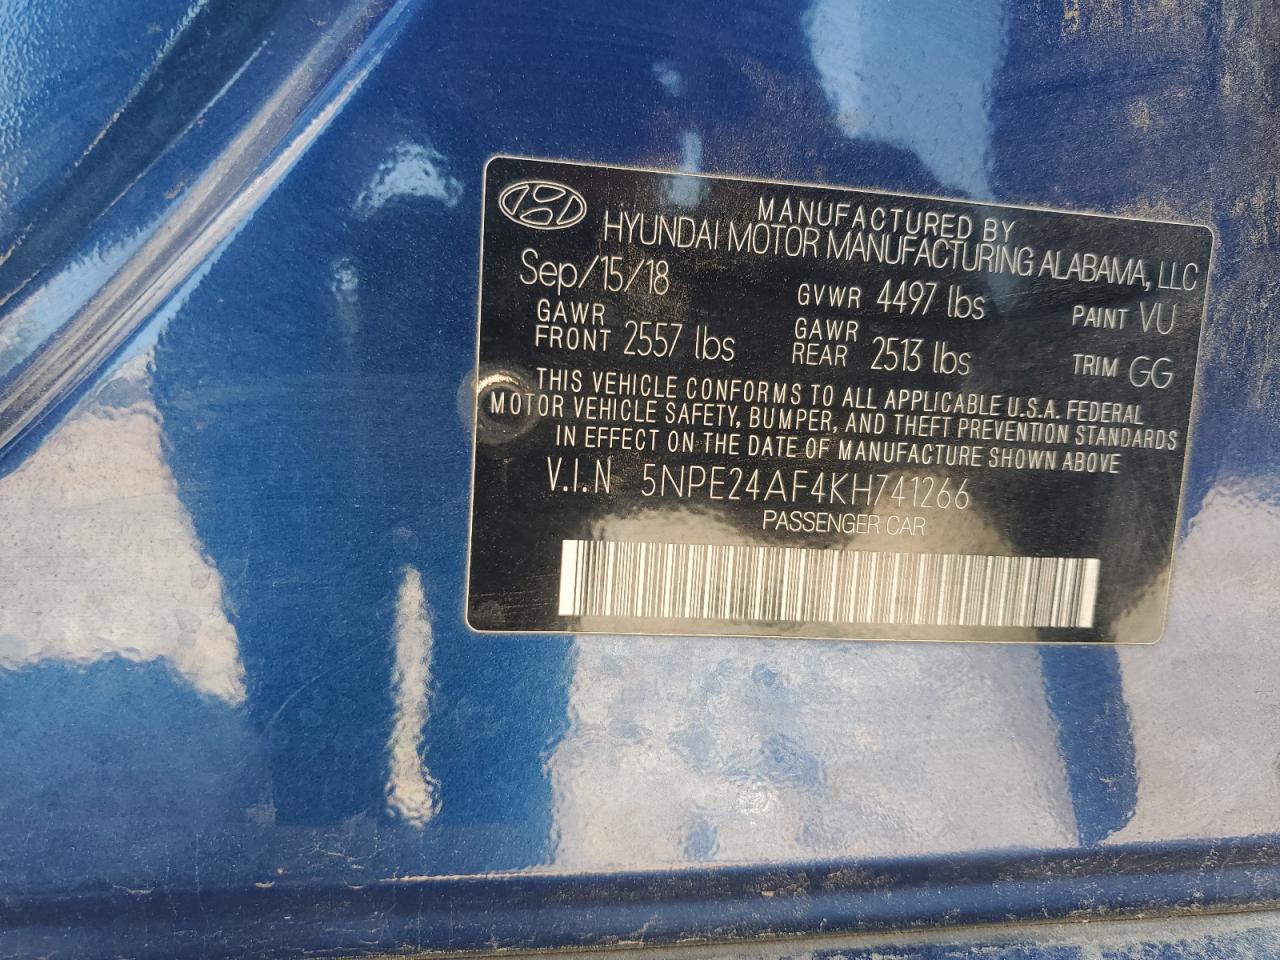 MANUFACTURED BY
HYUNDAI MOTOR MANUFACTURING ALABAMA, LLC
Sep/15/18 GVWR 4497 lbs PAINT VU
GAWR FRONT 2557 lbs GAWR REAR 2513 lbs TRIM GG
THIS VEHICLE CONFORMS TO ALL APPLICABLE U.S.A. FEDERAL
MOTOR VEHICLE SAFETY, BUMPER, AND THEFT PREVENTION STANDARDS
IN EFFECT ON THE DATE OF MANUFACTURE SHOWN ABOVE
V.I.N 5NPE24AF4KH741266
PASSENGER CAR